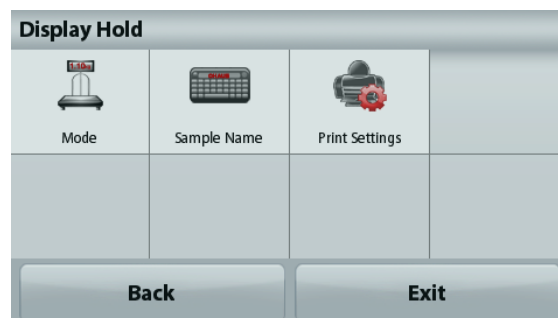 Display Hold
Mode
Sample Name
Print Settings
Back
Exit